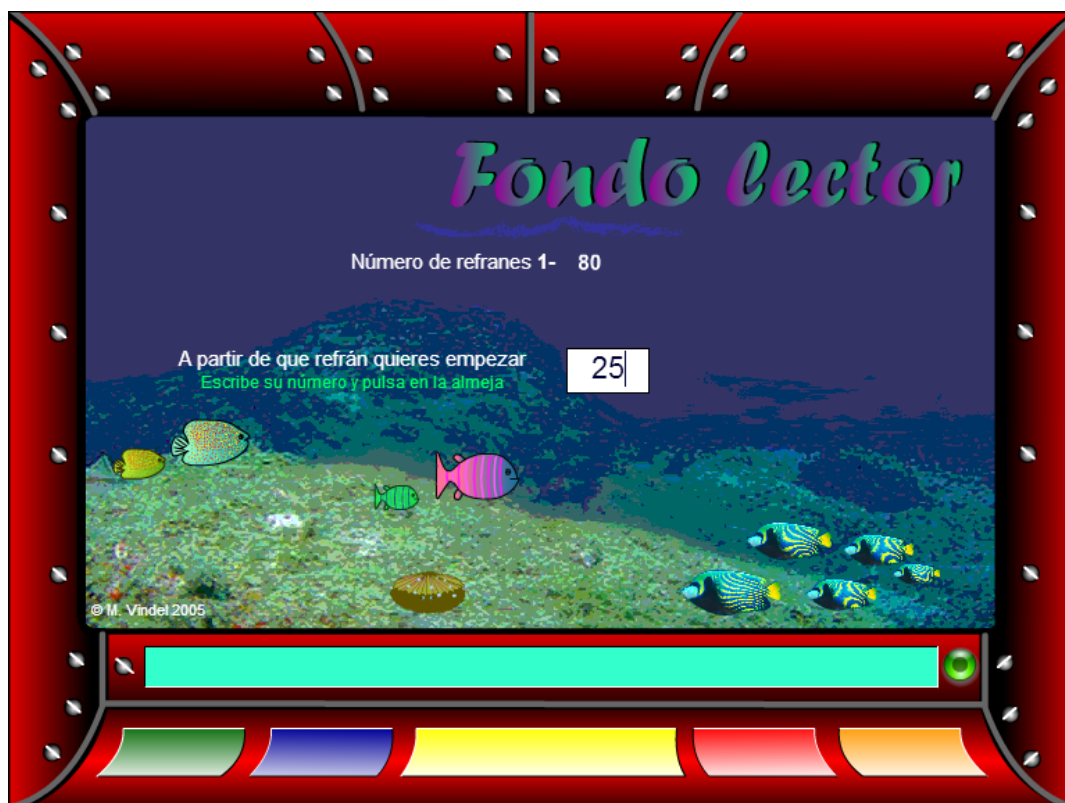 Fondo lector
Número de refranes 1- 80
A partir de que refrán quieres empezar
25
Escribe su número y pulsa en la almeja
© M. Vindel 2005